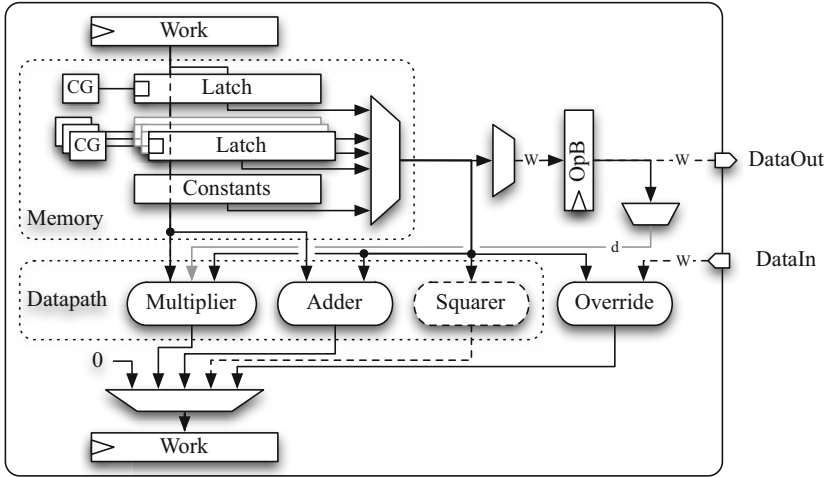 Work
CG
Latch
CG
Latch
Constants
Memory
W
OpB
W
DataOut
d
W
DataIn
Datapath
Multiplier
Adder
Squarer
Override
0
Work